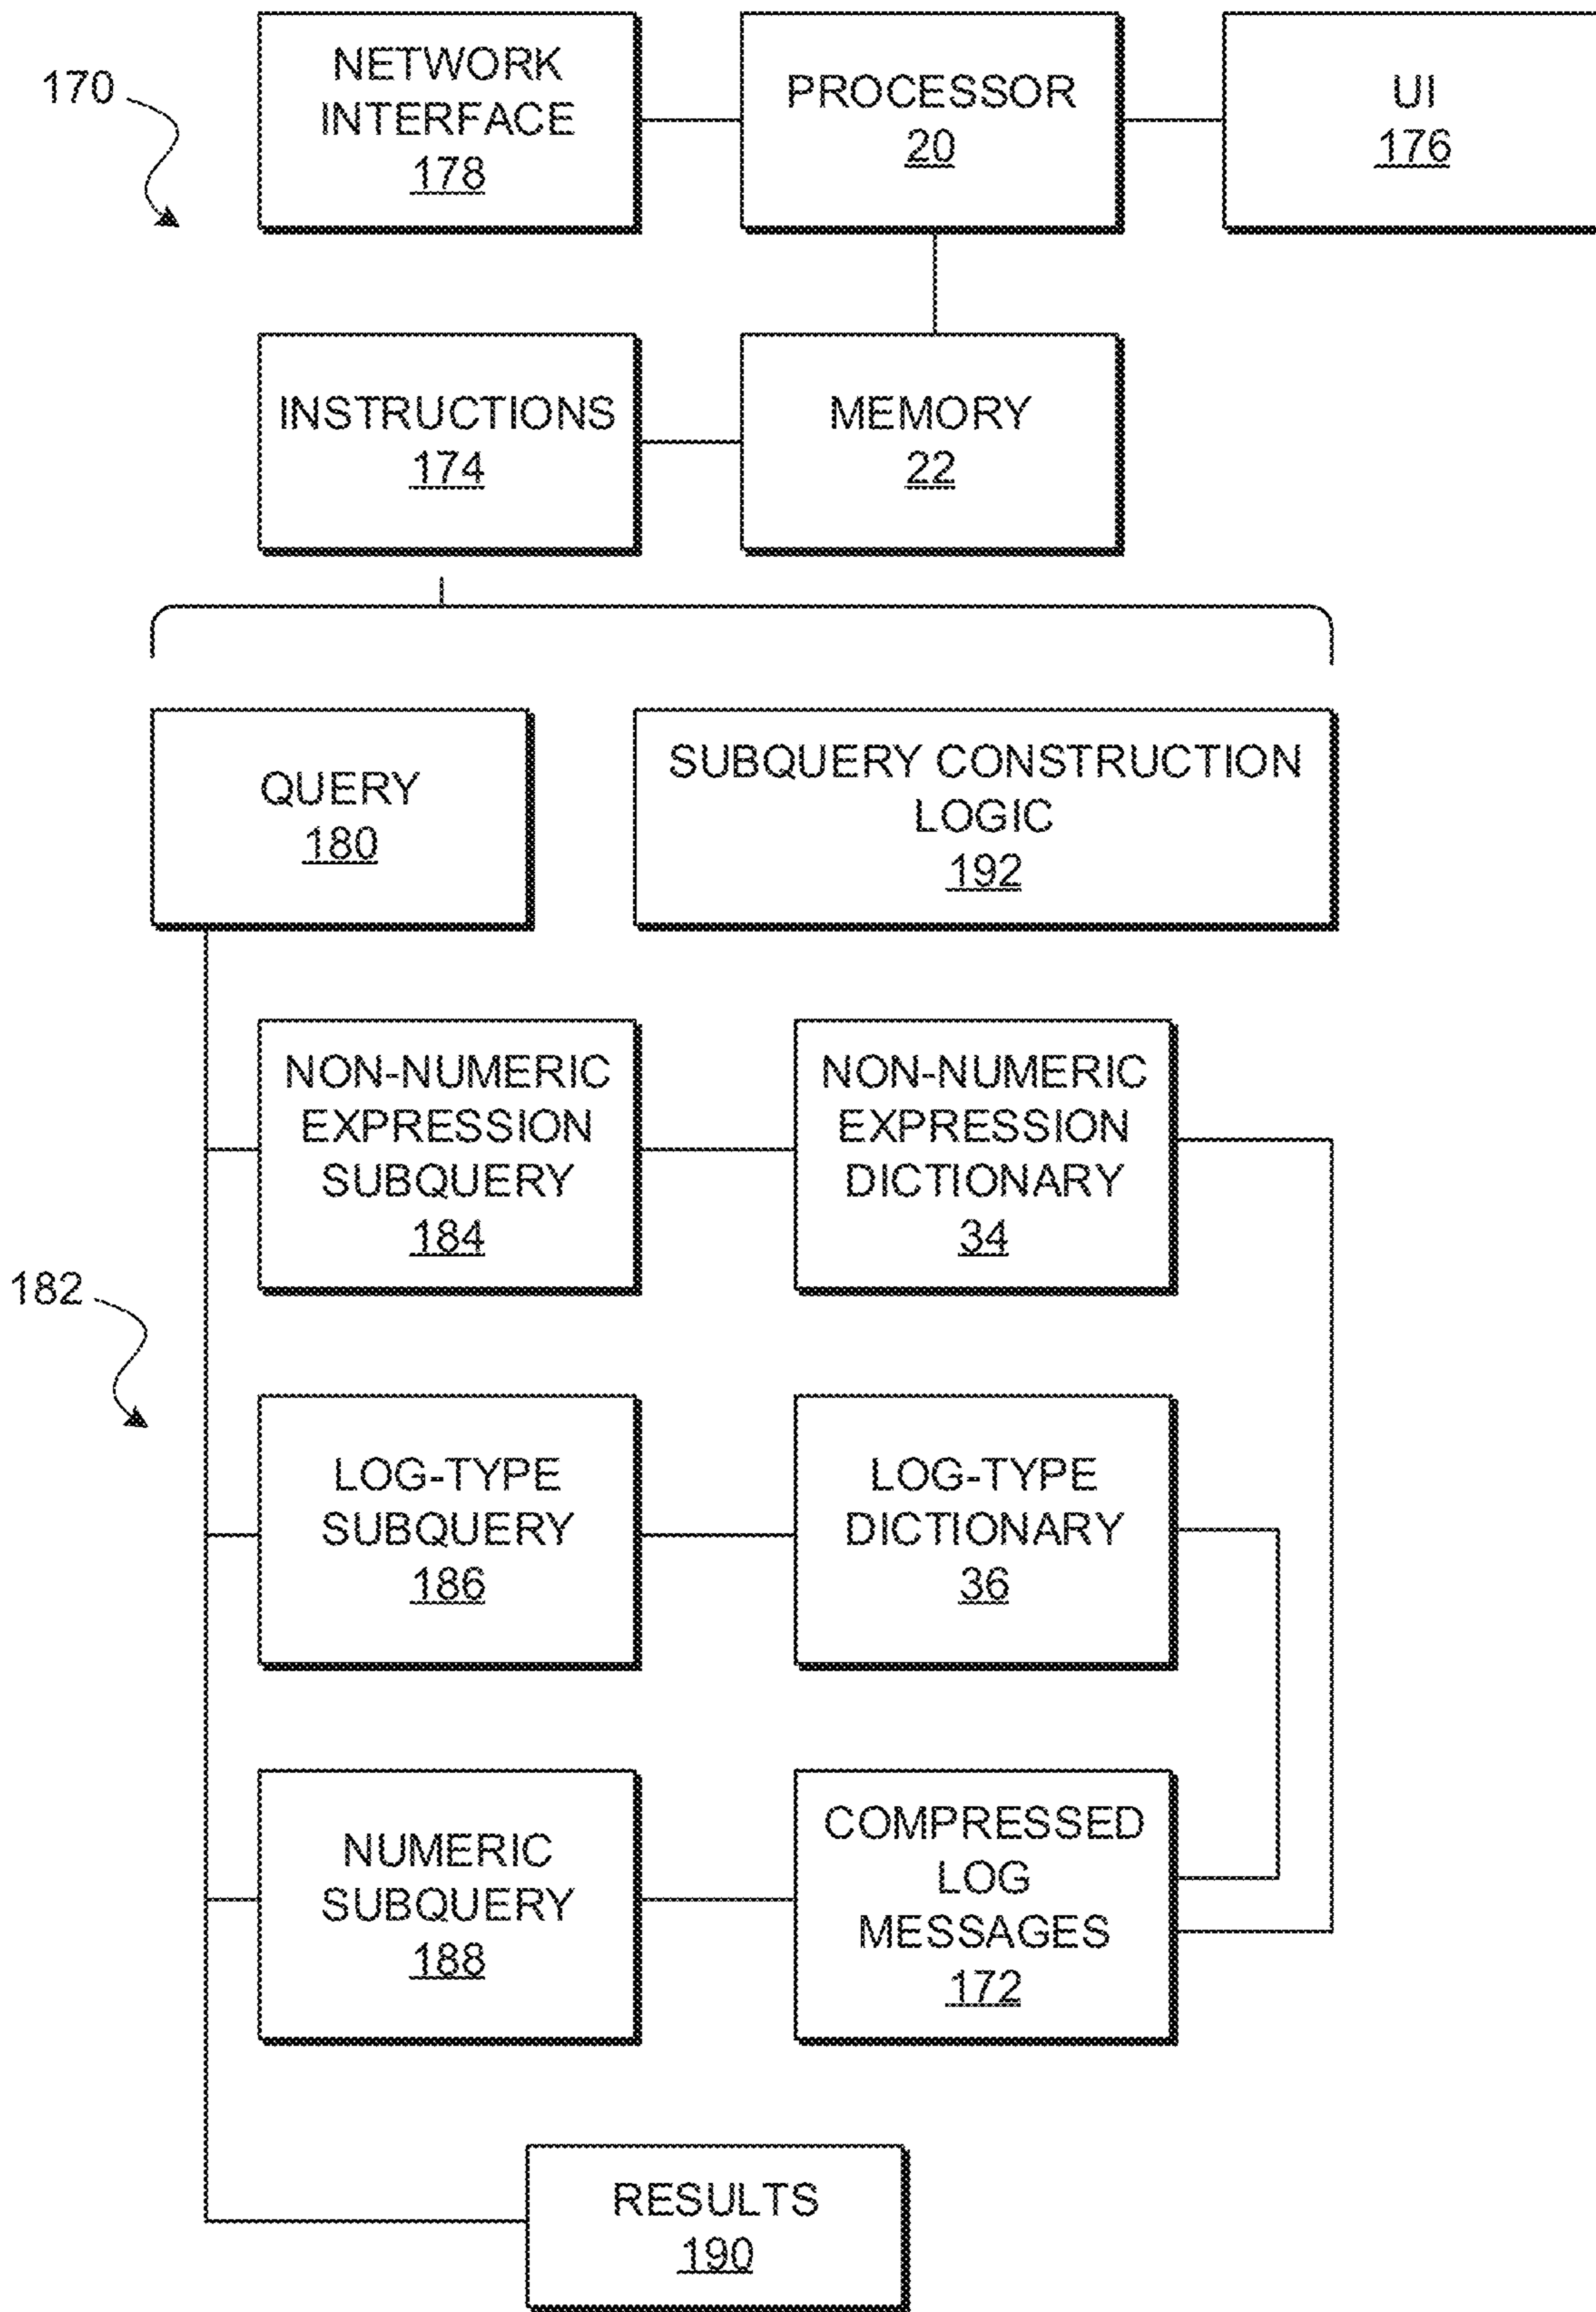 170
NETWORK
INTERFACE
178
PROCESSOR
20
UI
176
INSTRUCTIONS
174
MEMORY
22
QUERY
180
SUBQUERY CONSTRUCTION
LOGIC
192
NON-NUMERIC
EXPRESSION
SUBQUERY
184
NON-NUMERIC
EXPRESSION
DICTIONARY
34
182
LOG-TYPE
SUBQUERY
186
LOG-TYPE
DICTIONARY
36
NUMERIC
SUBQUERY
188
COMPRESSED
LOG
MESSAGES
172
RESULTS
190